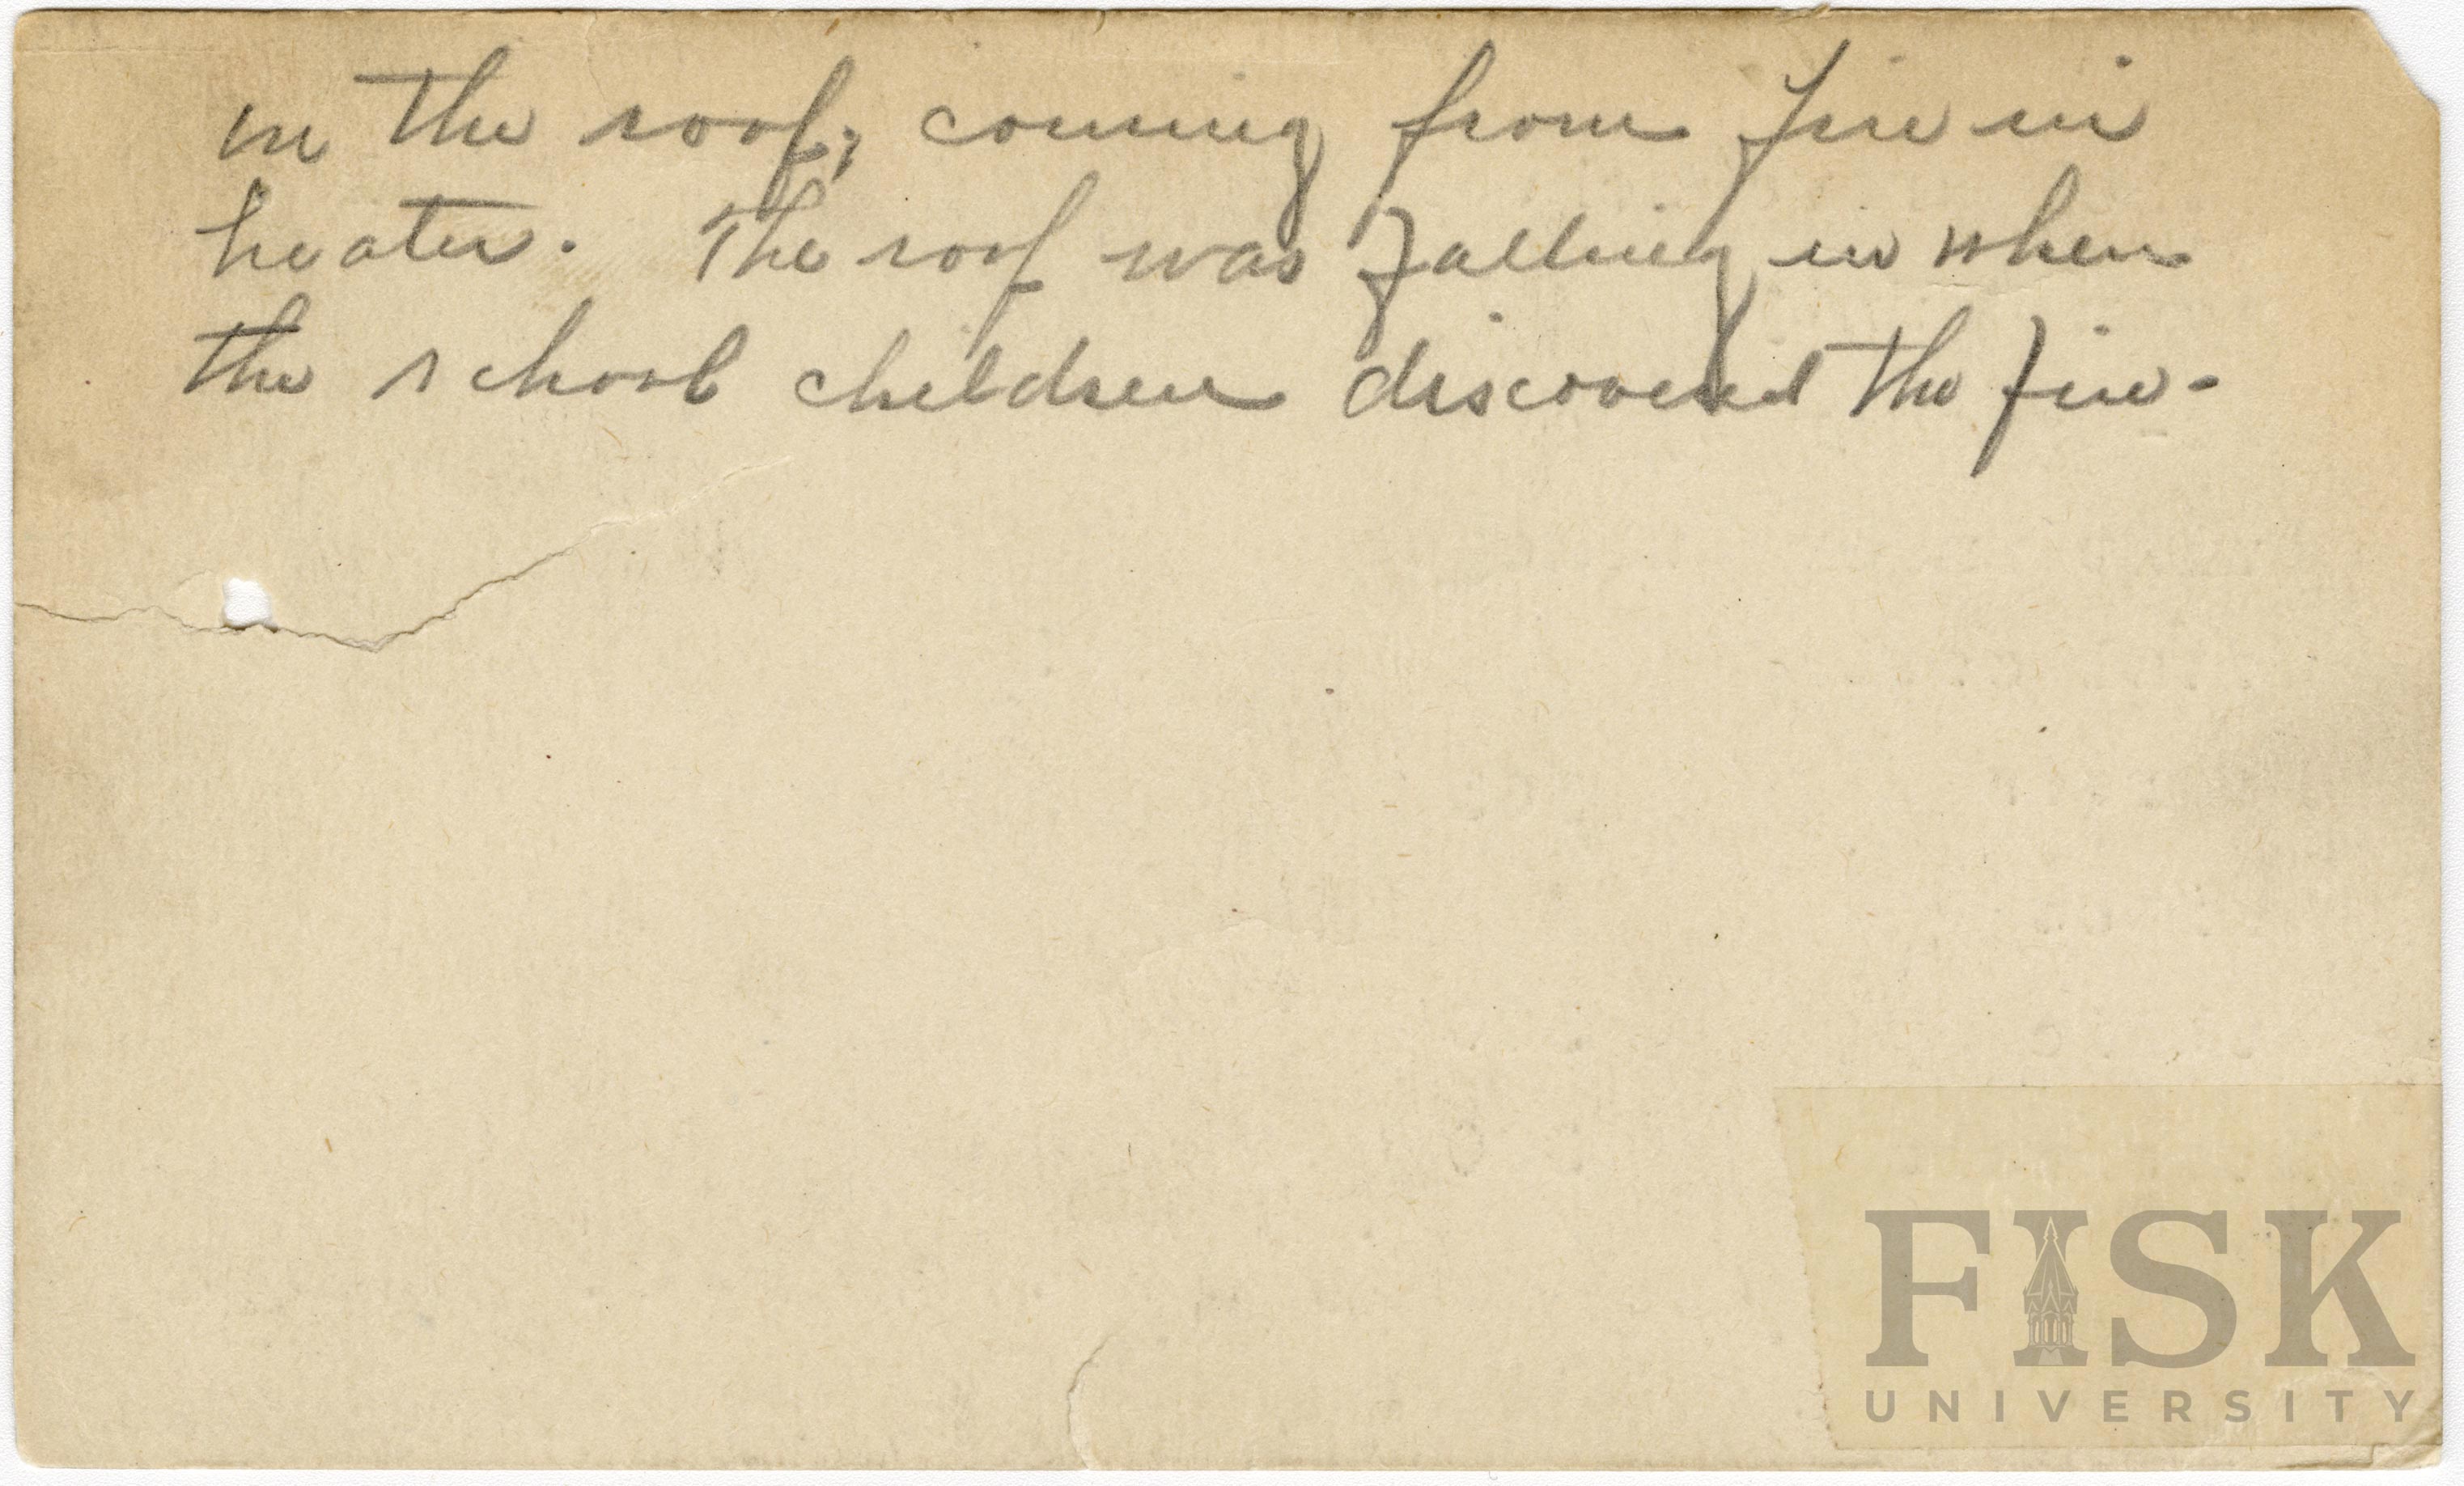 in the roof; coming from fire in
heater. The roof was falling in when
the school children discovered the fire.
FISK
UNIVERSITY